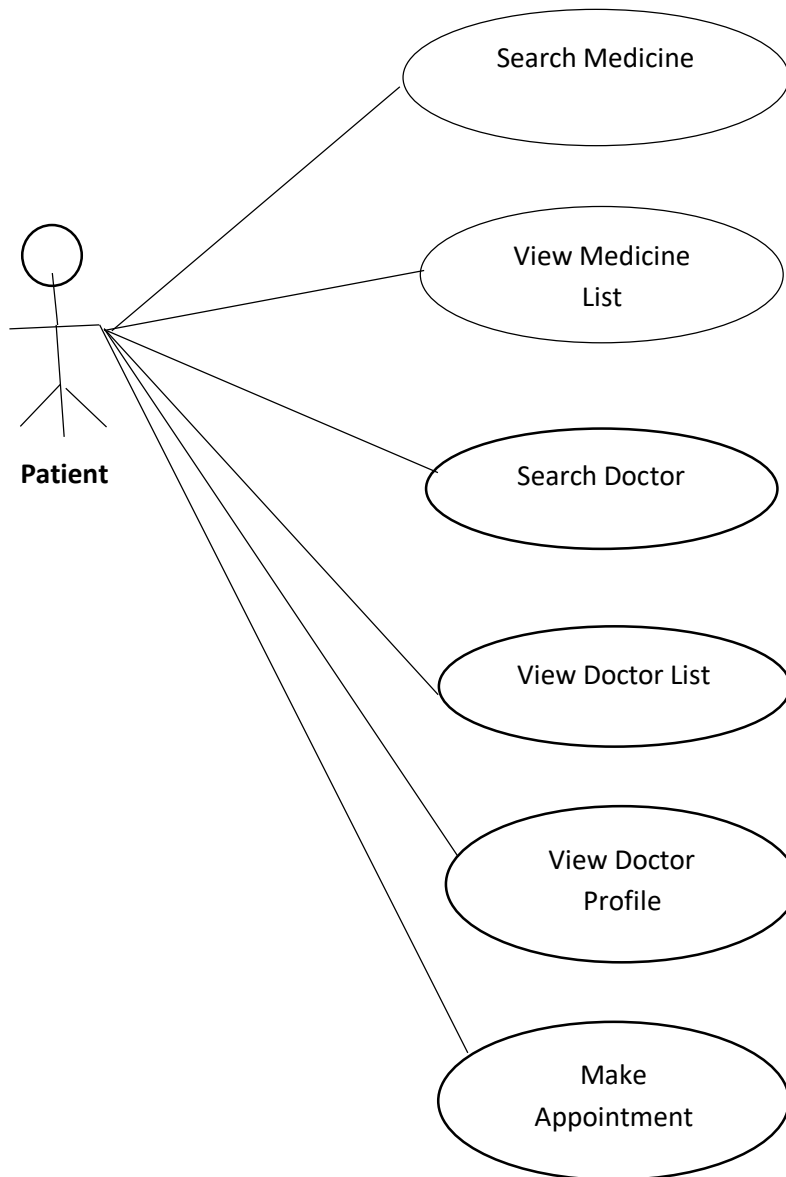 Search Medicine
View Medicine
List
Patient
Search Doctor
View Doctor List
View Doctor
Profile
Make
Appointment